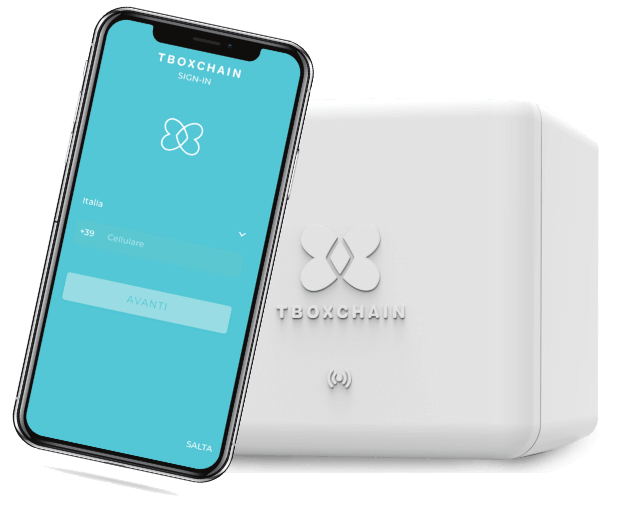 TBOXCHAIN
SIGN-IN
Italia
+39 Cellulare
AVANTI
SALTA
TBOXCHAIN